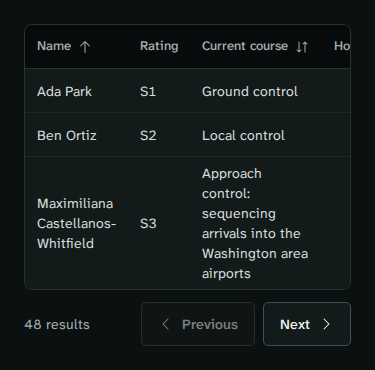 Name Rating Current course Ho
Ada Park S1 Ground control
Ben Ortiz S2 Local control
Maximiliana Castellanos-Whitfield S3 Approach control: sequencing arrivals into the Washington area airports
48 results Previous Next